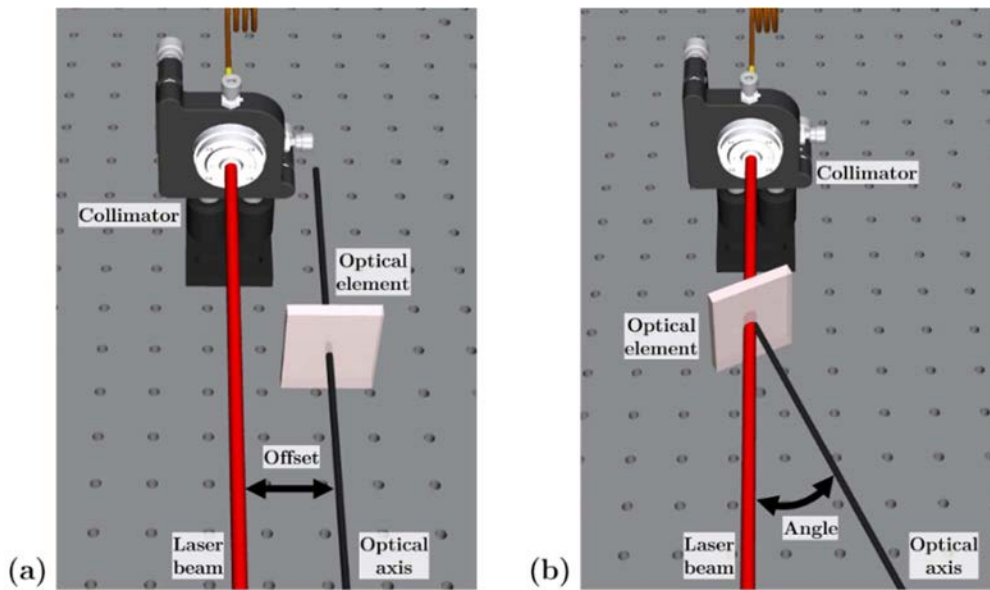 Collimator
Optical
element
Offset
Laser
beam
Optical
axis
(a)
Collimator
Optical
element
Angle
Laser
beam
Optical
axis
(b)